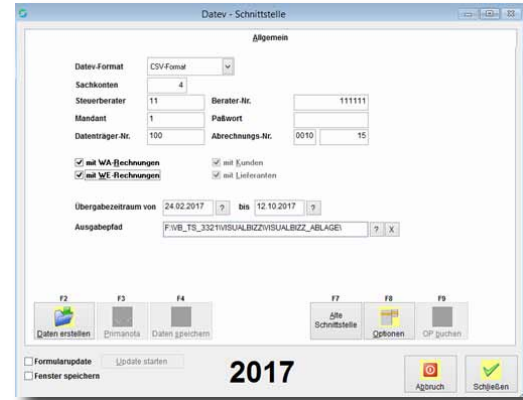 Datev - Schnittstelle
Allgemein
Datev-Format CSV-Format
Sachkonten 4
Steuerberater 11 Berater-Nr. 111111
Mandant 1 Paßwort
Datenträger-Nr. 100 Abrechnungs-Nr. 0010 15
mit WA-Rechnungen mit Kunden
mit WE-Rechnungen mit Lieferanten
Übergabezeitraum von 24.02.2017 ? bis 12.10.2017 ?
Ausgabepfad F:\VB_TS_3321\VISUALBIZZ\VISUALBIZZ_ABLAGE\ ? X
F2 F3 F4 F7 F8 F9
Daten erstellen Primanota Daten speichern Alte Schnittstelle Optionen OP buchen
Formularupdate Update starten
Fenster speichern
2017
Abbruch Schließen